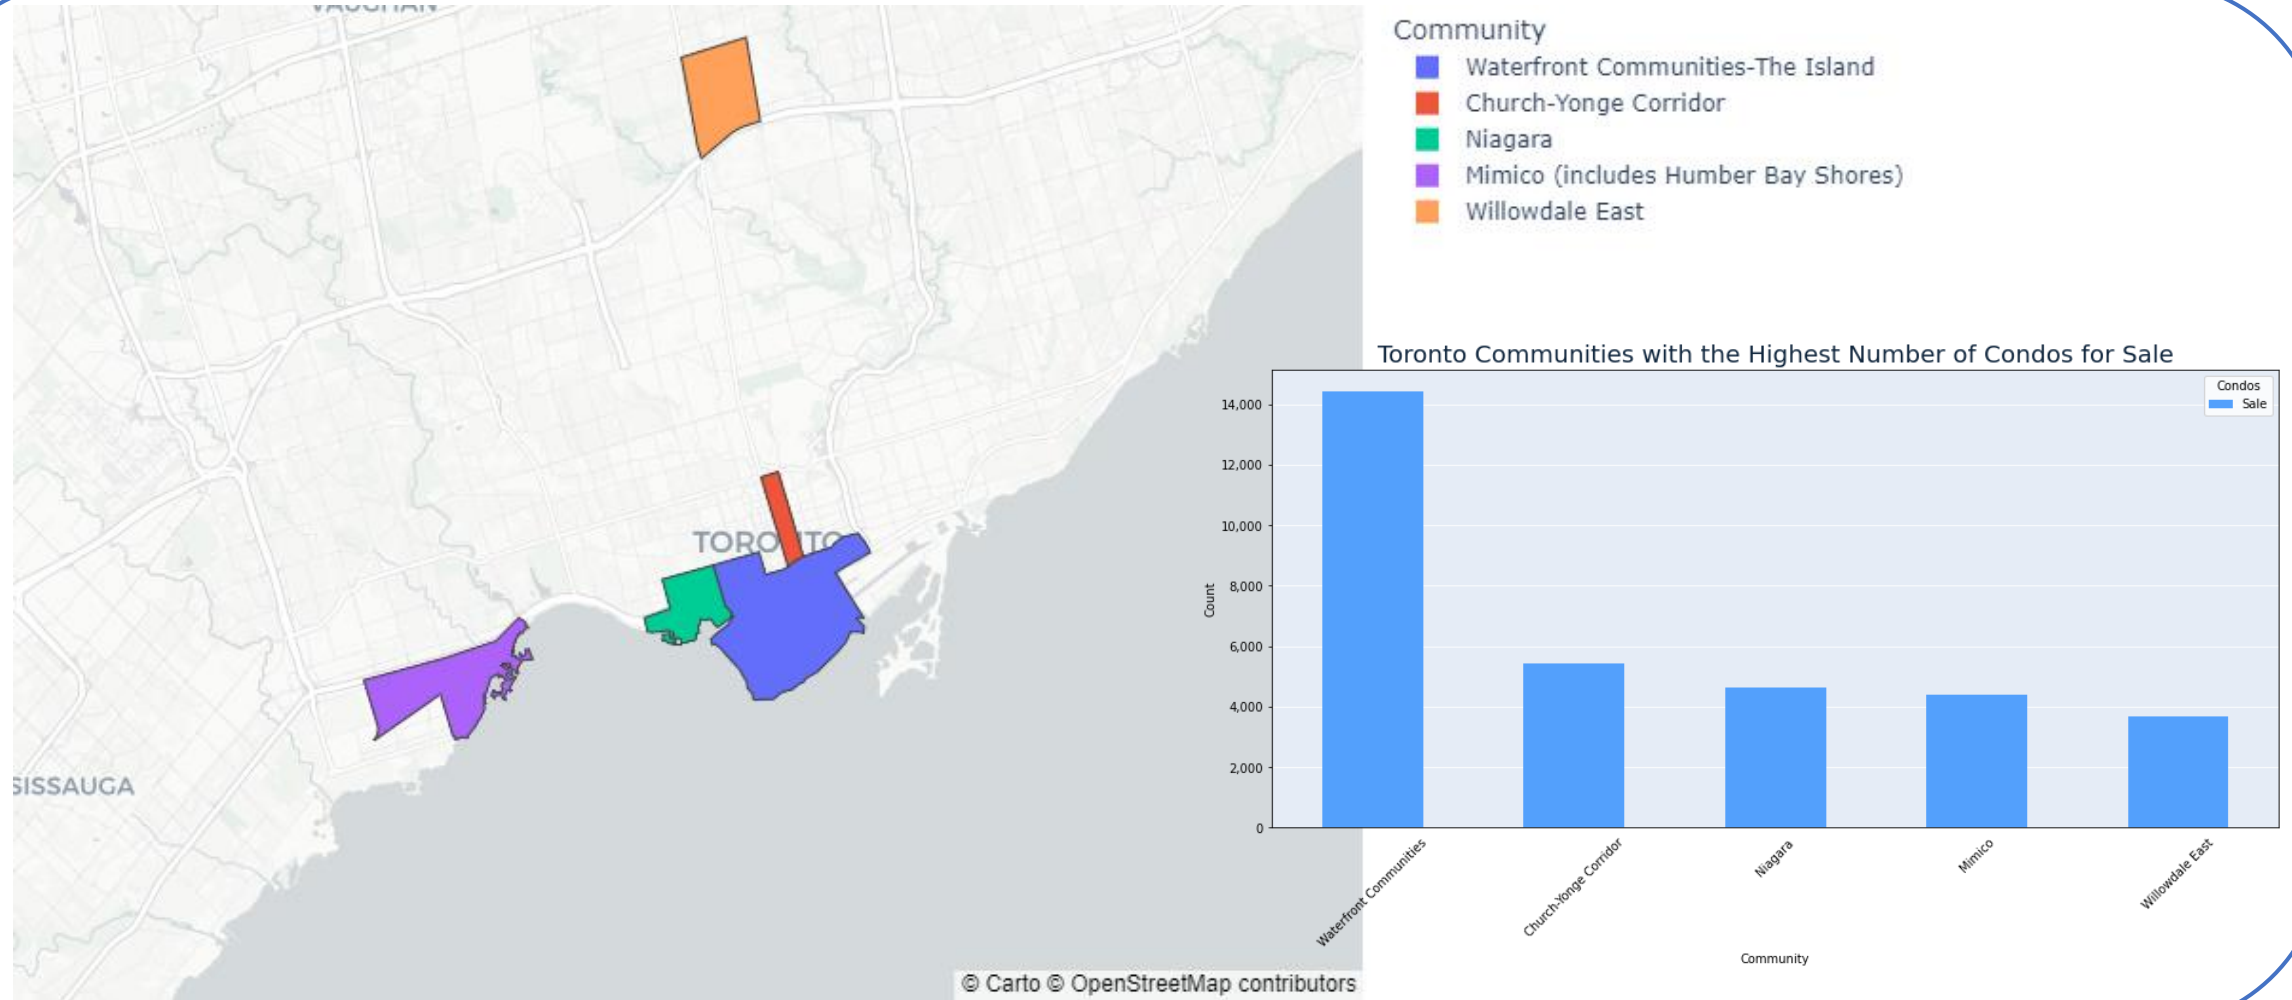 VAUGHAN
TORONTO
SISSAUGA
© Carto © OpenStreetMap contributors
Community
Waterfront Communities-The Island
Church-Yonge Corridor
Niagara
Mimico (includes Humber Bay Shores)
Willowdale East
Toronto Communities with the Highest Number of Condos for Sale
Condos
Sale
Count
14,000
12,000
10,000
8,000
6,000
4,000
2,000
0
Waterfront Communities
Church-Yonge Corridor
Niagara
Mimico
Willowdale East
Community